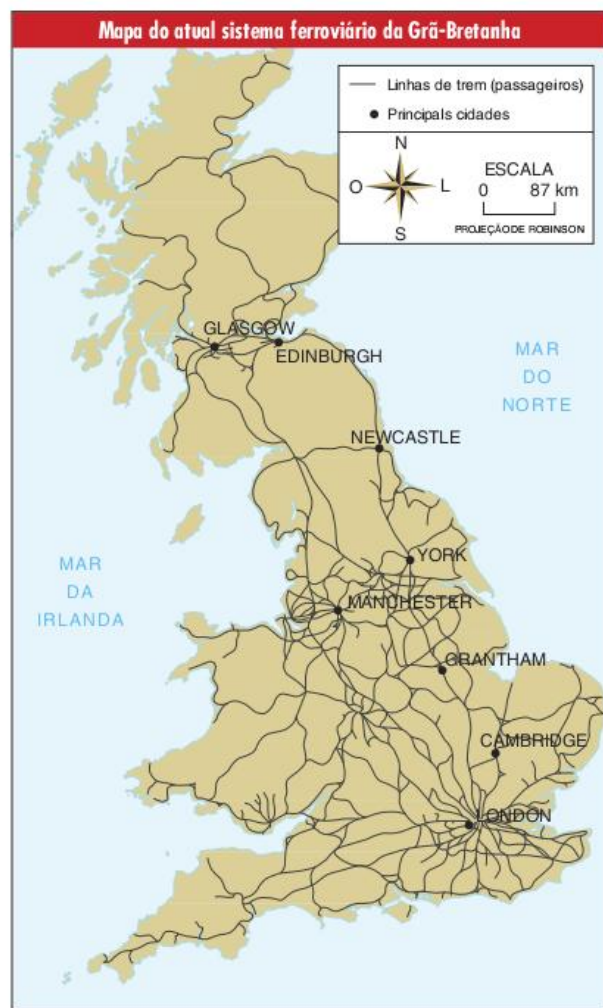 Mapa do atual sistema ferroviário da Grã-Bretanha
Linhas de trem (passageiros)
Principals cidades
N
O
L
S
ESCALA
0 87 km
PROJEÇÃO DE ROBINSON
GLASGOW
EDINBURGH
MAR
DO
NORTE
NEWCASTLE
YORK
MAR
DA
IRLANDA
MANCHESTER
GRANTHAM
CAMBRIDGE
LONDON